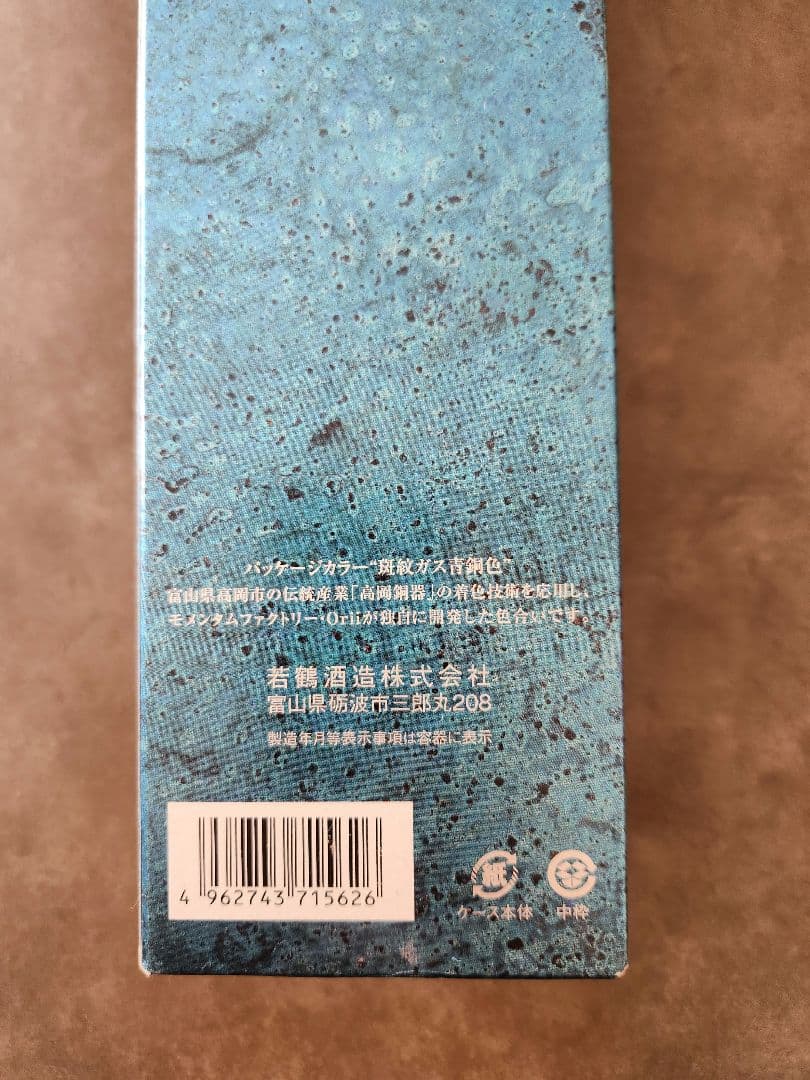 パッケージカラー“斑紋ガス青銅色”
富山県高岡市の伝統産業「高岡銅器」の着色技術を応用し、
モメンタムファクトリー・Oriiが独自に開発した色合いです。
若鶴酒造株式会社
富山県砺波市三郎丸208
製造年月等表示事項は容器に表示
4 962743 715626
紙
ケース本体 中枠